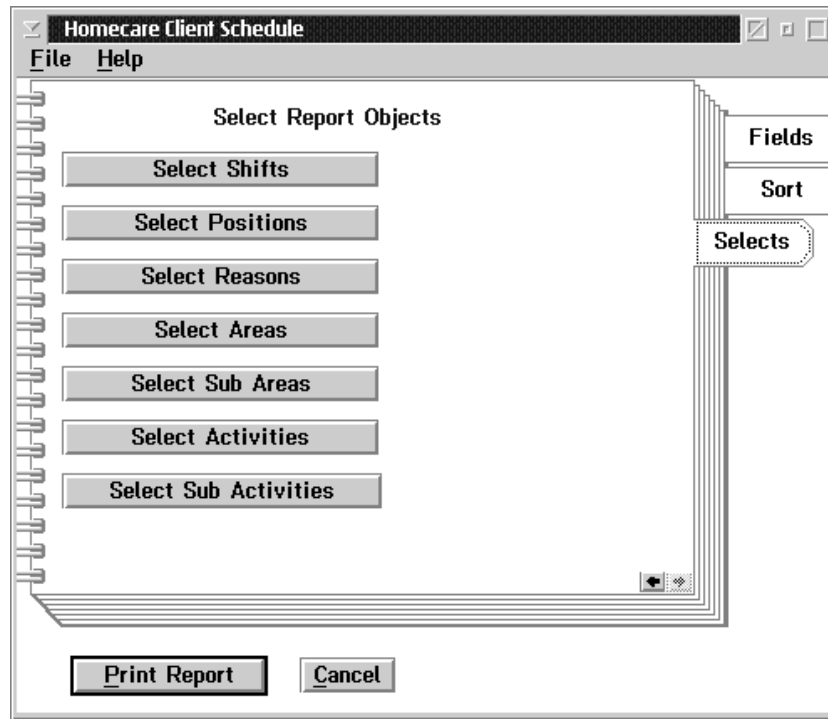 Homecare Client Schedule
File Help
Select Report Objects
Select Shifts
Select Positions
Select Reasons
Select Areas
Select Sub Areas
Select Activities
Select Sub Activities
Fields
Sort
Selects
Print Report Cancel